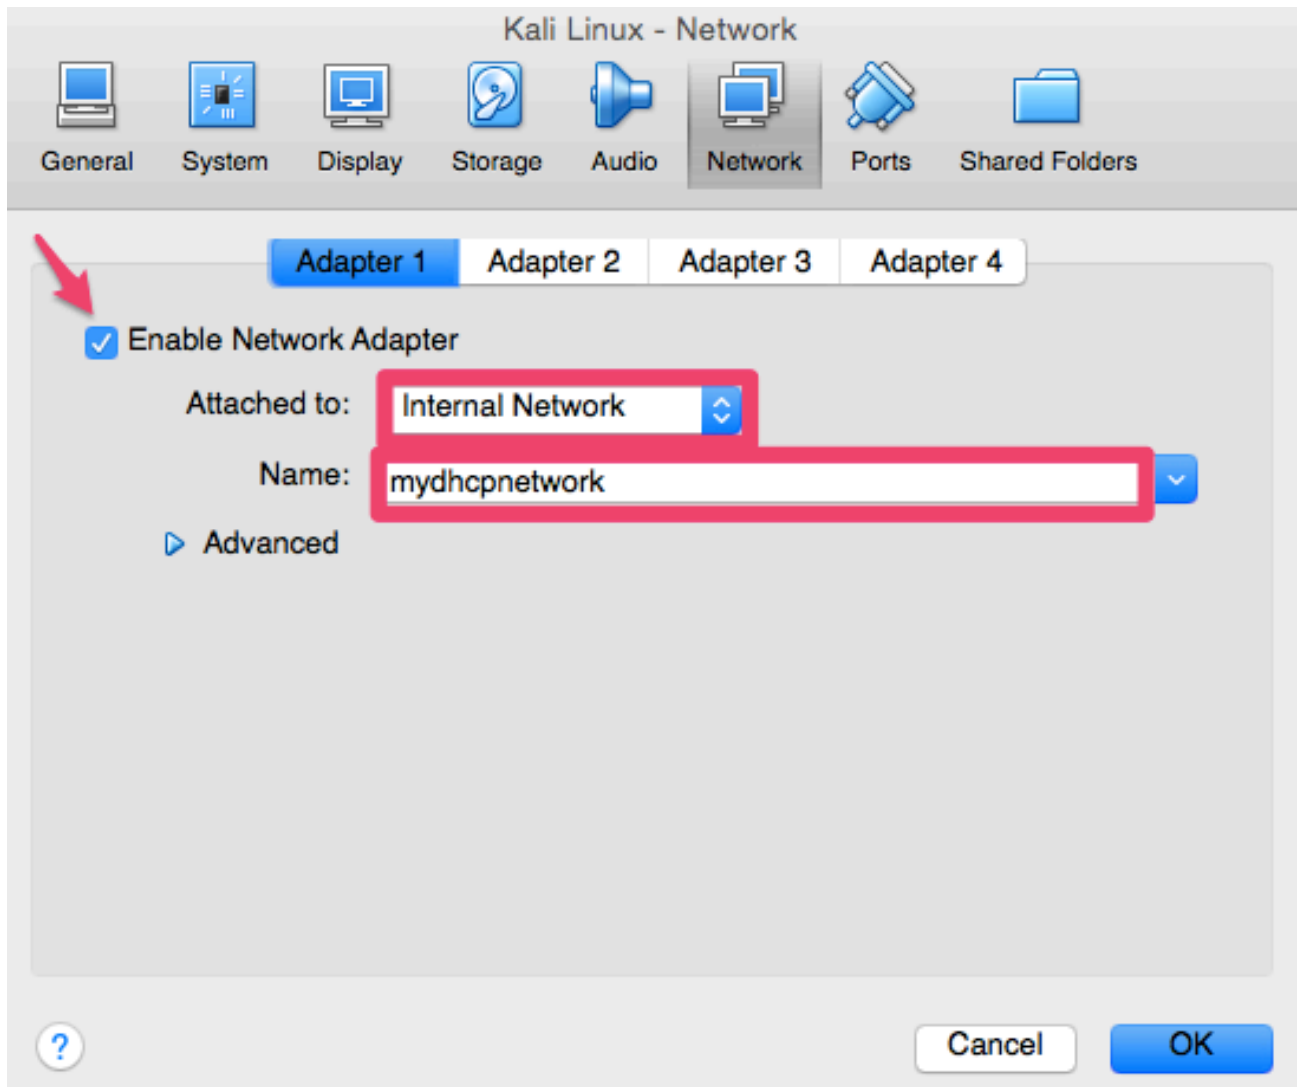 Kali Linux - Network
General System Display Storage Audio Network Ports Shared Folders
Adapter 1 Adapter 2 Adapter 3 Adapter 4
Enable Network Adapter
Attached to: Internal Network
Name: mydhcpnetwork
Advanced
? Cancel OK